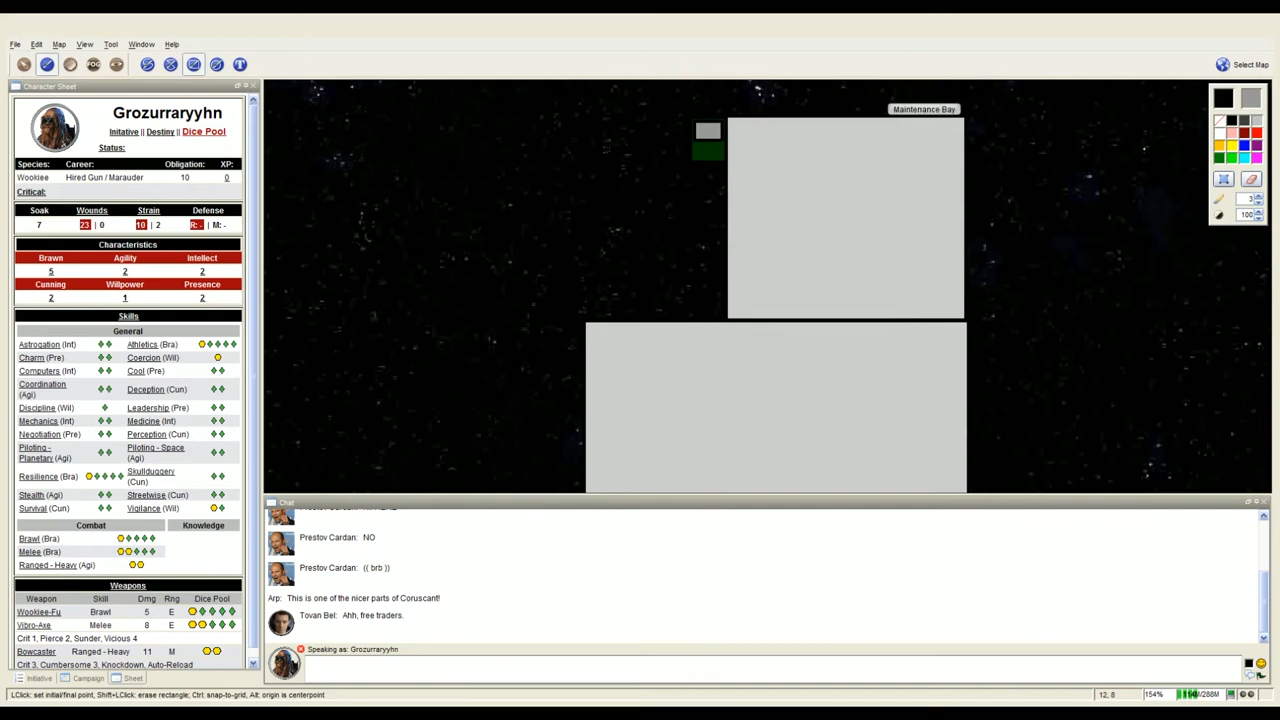 File Edit Map View Tool Window Help
FOG
T
Select Map
Character Sheet
Grozurraryyhn
Initative || Destiny || Dice Pool
Status:
Species: Career: Obligation: XP:
Wookiee Hired Gun / Marauder 10 0
Critical:
Soak Wounds Strain Defense
7 23 | 0 10 | 2 R: - | M: -
Characteristics
Brawn Agility Intellect
5 2 2
Cunning Willpower Presence
2 1 2
Skills
General
Astrogation (Int) Athletics (Bra)
Charm (Pre) Coercion (Wil)
Computers (Int) Cool (Pre)
Coordination (Agi) Deception (Cun)
Discipline (Wil) Leadership (Pre)
Mechanics (Int) Medicine (Int)
Negotiation (Pre) Perception (Cun)
Piloting - Planetary (Agi) Piloting - Space (Agi)
Resilience (Bra) Skullduggery (Cun)
Stealth (Agi) Streetwise (Cun)
Survival (Cun) Vigilance (Wil)
Combat Knowledge
Brawl (Bra)
Melee (Bra)
Ranged - Heavy (Agi)
Weapons
Weapon Skill Dmg Rng Dice Pool
Wookiee-Fu Brawl 5 E
Vibro-Axe Melee 8 E
Crit 1, Pierce 2, Sunder, Vicious 4
Bowcaster Ranged - Heavy 11 M
Crit 3, Cumbersome 3, Knockdown, Auto-Reload
Initiative Campaign Sheet
Maintenance Bay
3
100
Chat
Prestov Cardan: NO
Prestov Cardan: (( brb ))
Arp: This is one of the nicer parts of Coruscant!
Tovan Bel: Ahh, free traders.
Speaking as: Grozurraryyhn
LClick: set initial/final point, Shift+LClick: erase rectangle; Ctrl: snap-to-grid, Alt: origin is centerpoint
12, 8 154%